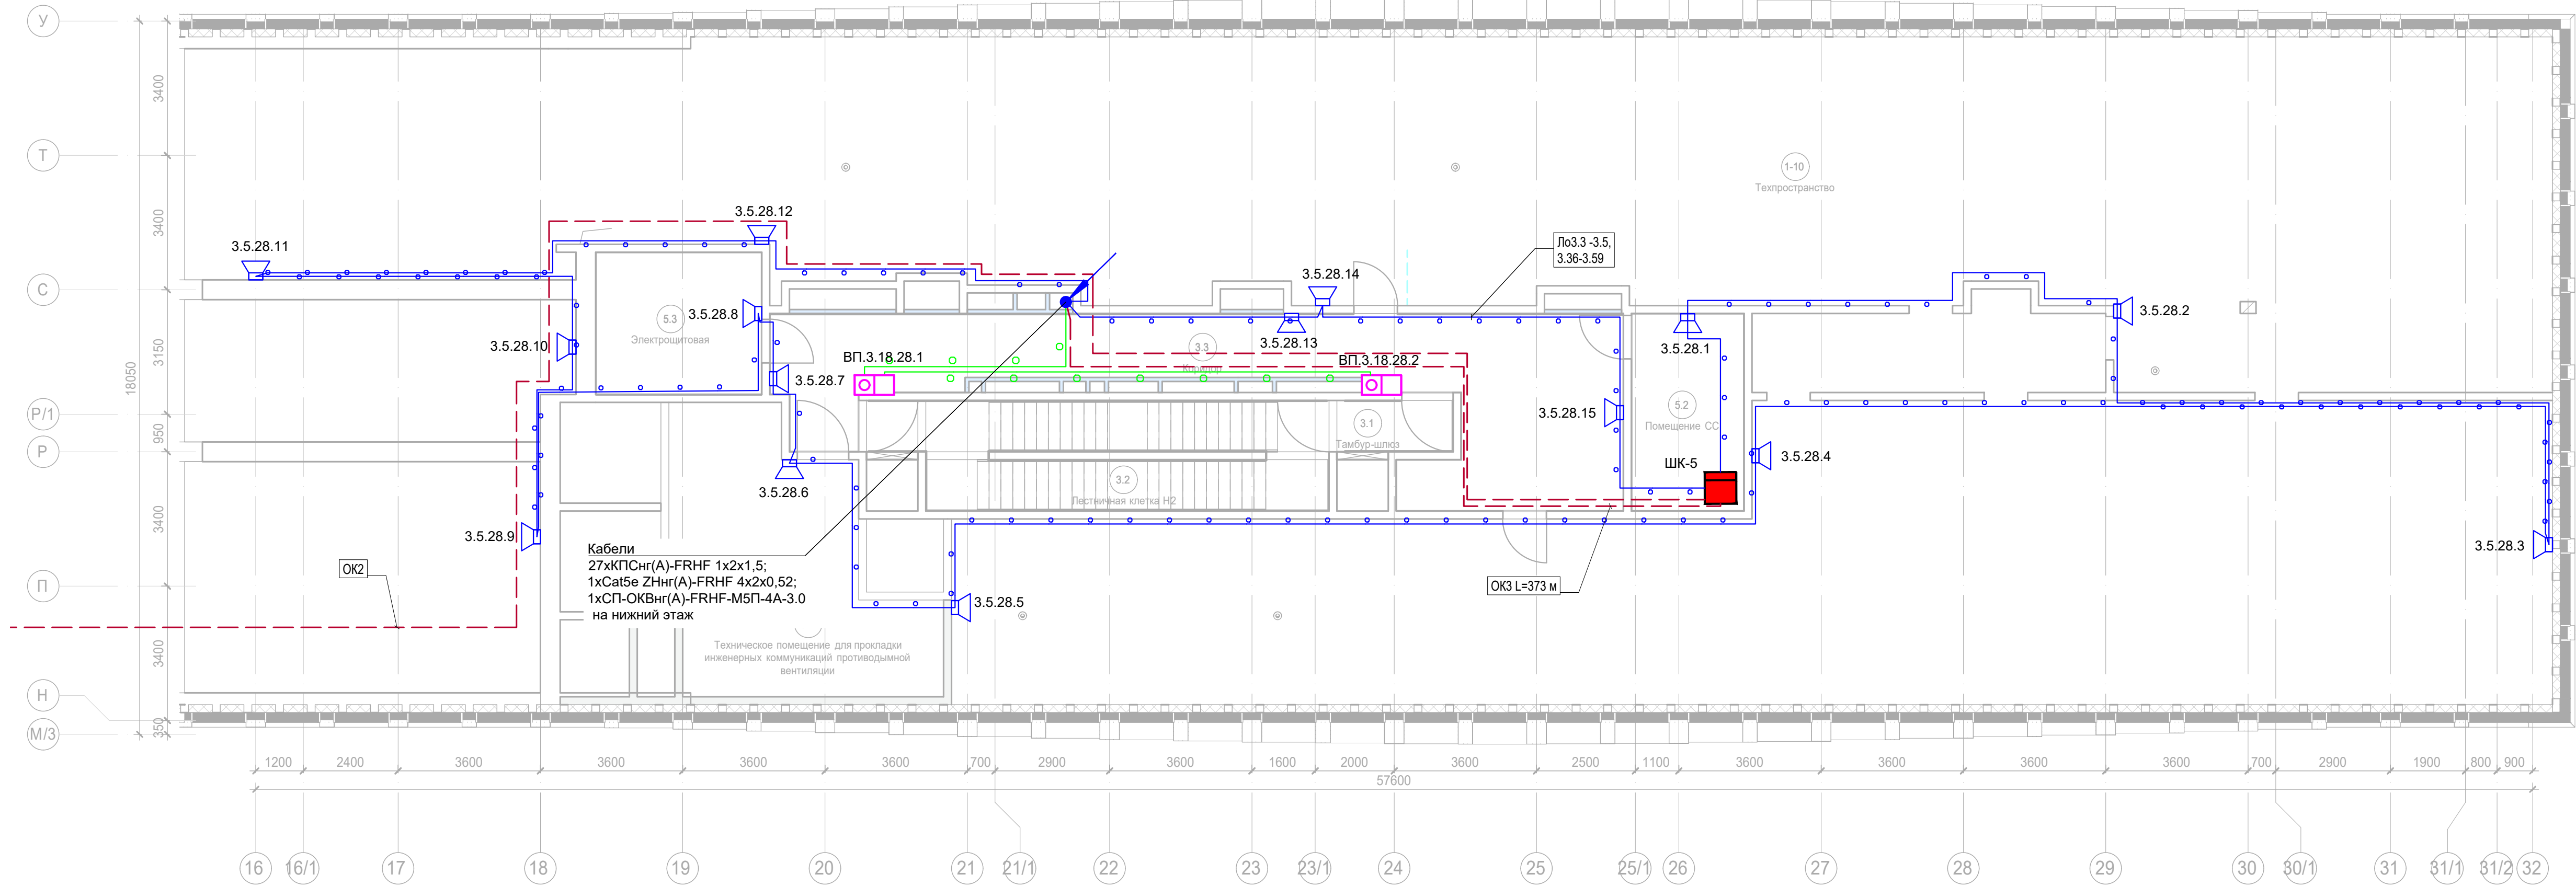 У
Т
С
Р/1
Р
П
Н
М/3
3400
3400
3150
950
3400
3400
350
18050
1-10
Техпространство
3.5.28.11
3.5.28.12
3.5.28.14
Ло3.3 -3.5,
3.36-3.59
3.5.28.2
3.5.28.8
5.3
Электрощитовая
3.5.28.10
3.5.28.13
3.5.28.1
ВП.3.18.28.1
3.3
Коридор
ВП.3.18.28.2
3.5.28.7
3.5.28.15
5.2
Помещение СС
3.1
Тамбур-шлюз
3.5.28.4
ШК-5
3.5.28.6
3.2
Лестничная клетка Н2
3.5.28.9
3.5.28.3
Кабели
27хКПСнг(А)-FRHF 1х2х1,5;
1хCat5e ZHнг(А)-FRHF 4х2х0,52;
1хСП-ОКВнг(А)-FRHF-М5П-4А-3.0
на нижний этаж
ОК2
ОК3 L=373 м
3.5.28.5
Техническое помещение для прокладки
инженерных коммуникаций противодымной
вентиляции
1200 2400 3600 3600 3600 3600 700 2900 3600 1600 2000 3600 2500 1100 3600 3600 3600 3600 700 2900 1900 800 900
57600
16 16/1 17 18 19 20 21 21/1 22 23 23/1 24 25 25/1 26 27 28 29 30 30/1 31 31/1 31/2 32